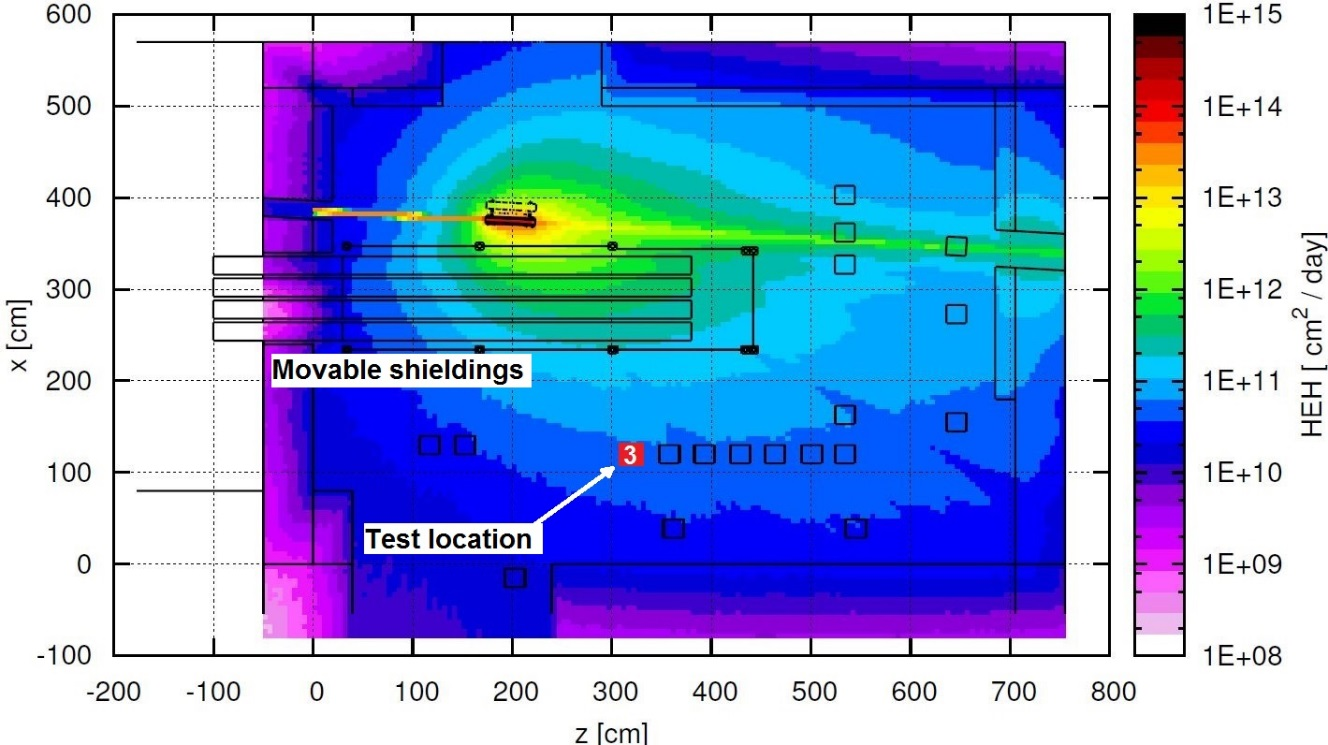 600
500
400
300
200
100
0
-100
x [cm]
-200
-100
0
100
200
300
400
500
600
700
800
z [cm]
Movable shieldings
3
Test location
1E+15
1E+14
1E+13
1E+12
1E+11
1E+10
1E+09
1E+08
HEH [ cm² / day)